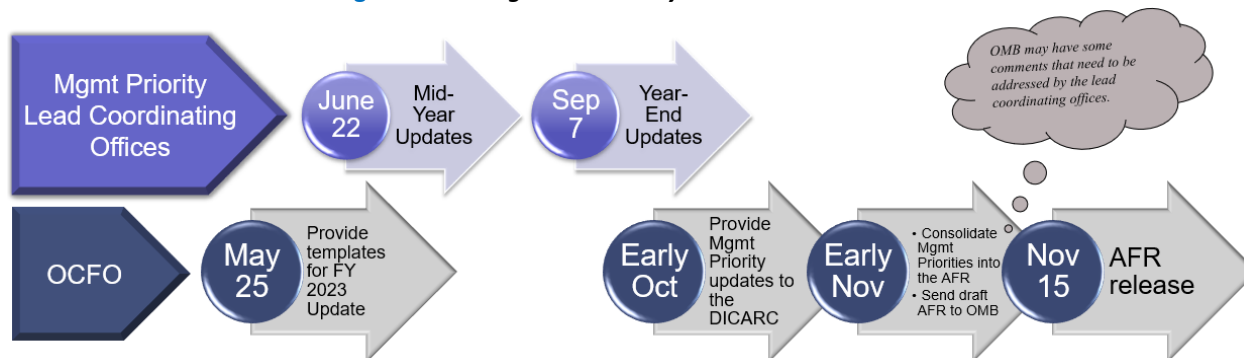 Mgmt Priority
Lead Coordinating
Offices
June
22
Mid-
Year
Updates
Sep
7
Year-
End
Updates
OMB may have some
comments that need to be
addressed by the lead
coordinating offices.
OCFO
May
25
Provide
templates
for FY
2023
Update
Early
Oct
Provide
Mgmt
Priority
updates to
the
DICARC
Early
Nov
• Consolidate
Mgmt
Priorities into
the AFR
• Send draft
AFR to OMB
Nov
15
AFR
release